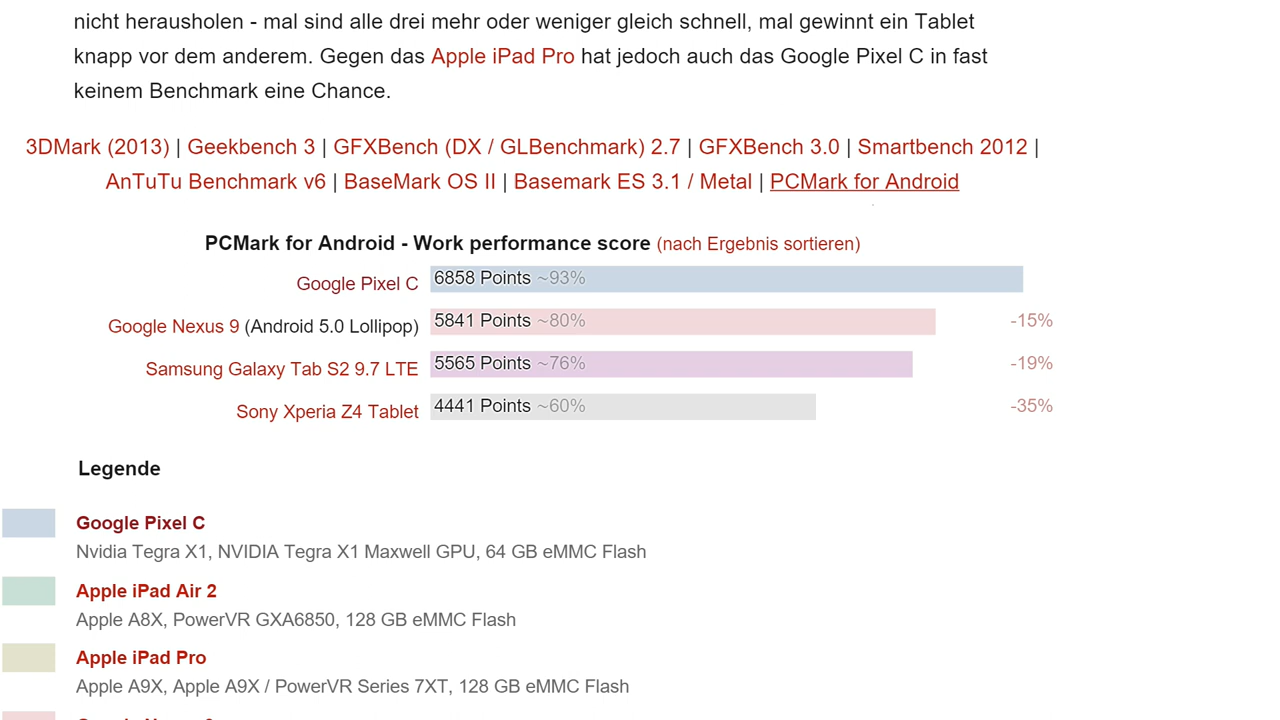 nicht herausholen - mal sind alle drei mehr oder weniger gleich schnell, mal gewinnt ein Tablet
knapp vor dem anderem. Gegen das Apple iPad Pro hat jedoch auch das Google Pixel C in fast
keinem Benchmark eine Chance.
3DMark (2013) | Geekbench 3 | GFXBench (DX / GLBenchmark) 2.7 | GFXBench 3.0 | Smartbench 2012 |
AnTuTu Benchmark v6 | BaseMark OS II | Basemark ES 3.1 / Metal | PCMark for Android
PCMark for Android - Work performance score (nach Ergebnis sortieren)
Google Pixel C 6858 Points ~93%
Google Nexus 9 (Android 5.0 Lollipop) 5841 Points ~80% -15%
Samsung Galaxy Tab S2 9.7 LTE 5565 Points ~76% -19%
Sony Xperia Z4 Tablet 4441 Points ~60% -35%
Legende
Google Pixel C
Nvidia Tegra X1, NVIDIA Tegra X1 Maxwell GPU, 64 GB eMMC Flash
Apple iPad Air 2
Apple A8X, PowerVR GXA6850, 128 GB eMMC Flash
Apple iPad Pro
Apple A9X, Apple A9X / PowerVR Series 7XT, 128 GB eMMC Flash